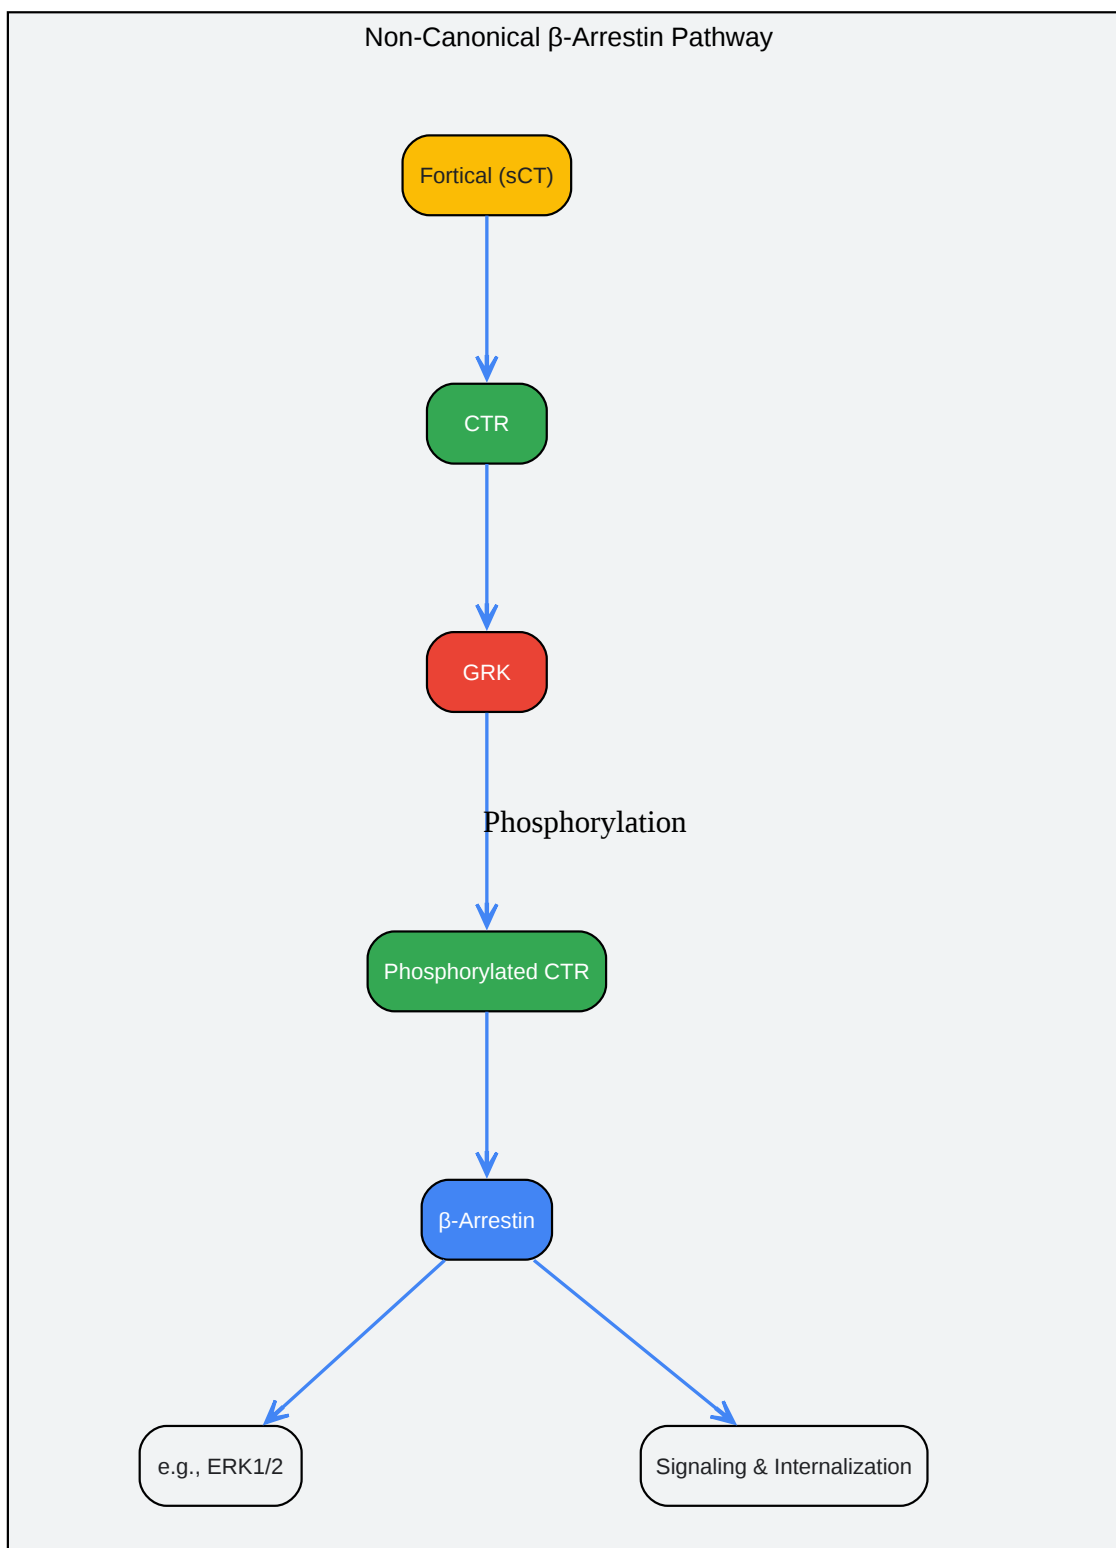 Non-Canonical β-Arrestin Pathway
Fortical (sCT)
CTR
GRK
Phosphorylation
Phosphorylated CTR
β-Arrestin
e.g., ERK1/2
Signaling & Internalization